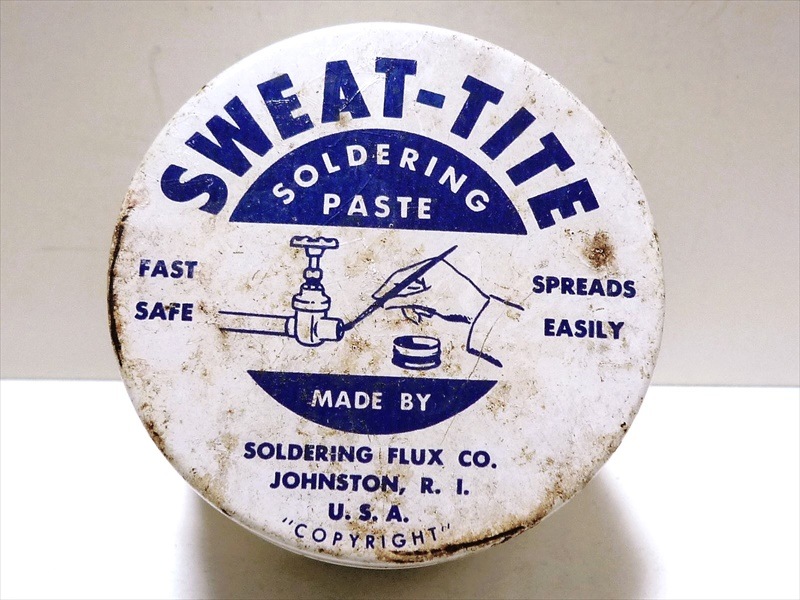 SWEAT-TITE
SOLDERING
PASTE
FAST
SAFE
SPREADS
EASILY
MADE BY
SOLDERING FLUX CO.
JOHNSTON, R. I.
U. S. A.
"COPYRIGHT"